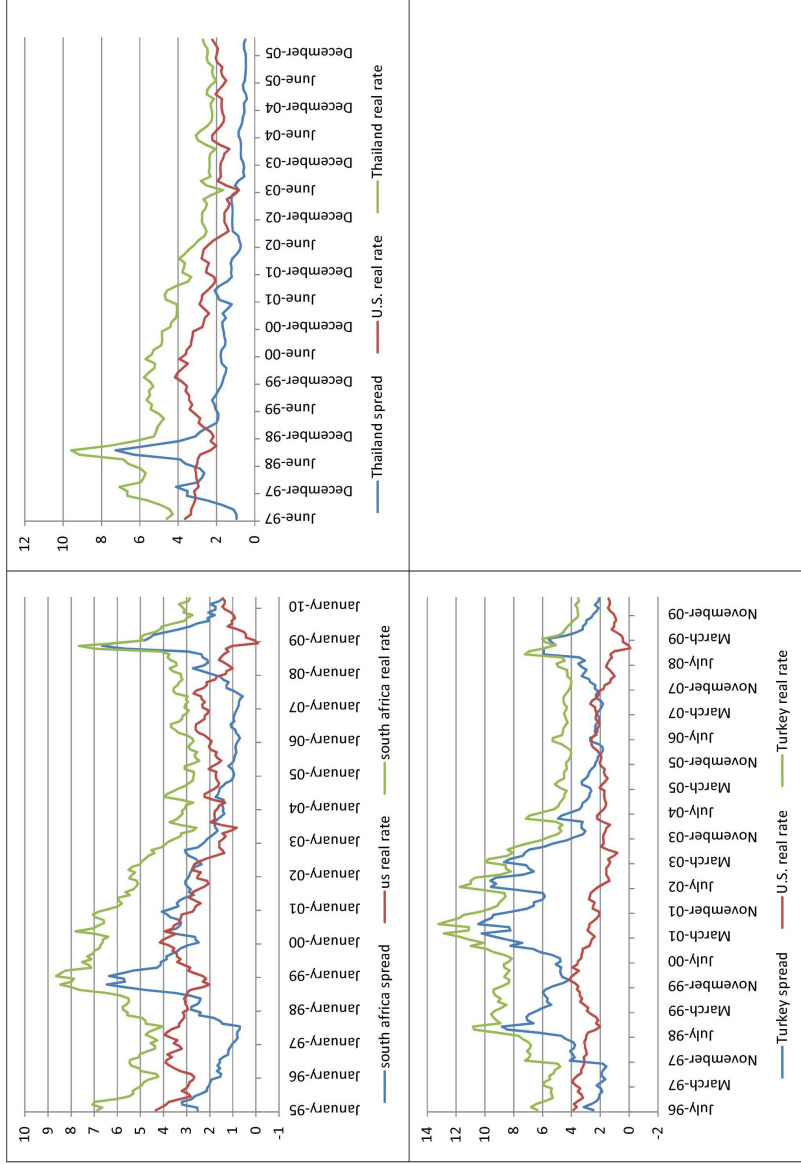 10
9
8
7
6
5
4
3
2
1
0
-1
January-95
January-96
January-97
January-98
January-99
January-00
January-01
January-02
January-03
January-04
January-05
January-06
January-07
January-08
January-09
January-10
south africa spread us real rate south africa real rate
12
10
8
6
4
2
0
June-97
December-97
June-98
December-98
June-99
December-99
June-00
December-00
June-01
December-01
June-02
December-02
June-03
December-03
June-04
December-04
June-05
December-05
Thailand spread U.S. real rate Thailand real rate
14
12
10
8
6
4
2
0
-2
July-96
March-97
November-97
July-98
March-99
November-99
July-00
March-01
November-01
July-02
March-03
November-03
July-04
March-05
November-05
July-06
March-07
November-07
July-08
March-09
November-09
Turkey spread U.S. real rate Turkey real rate